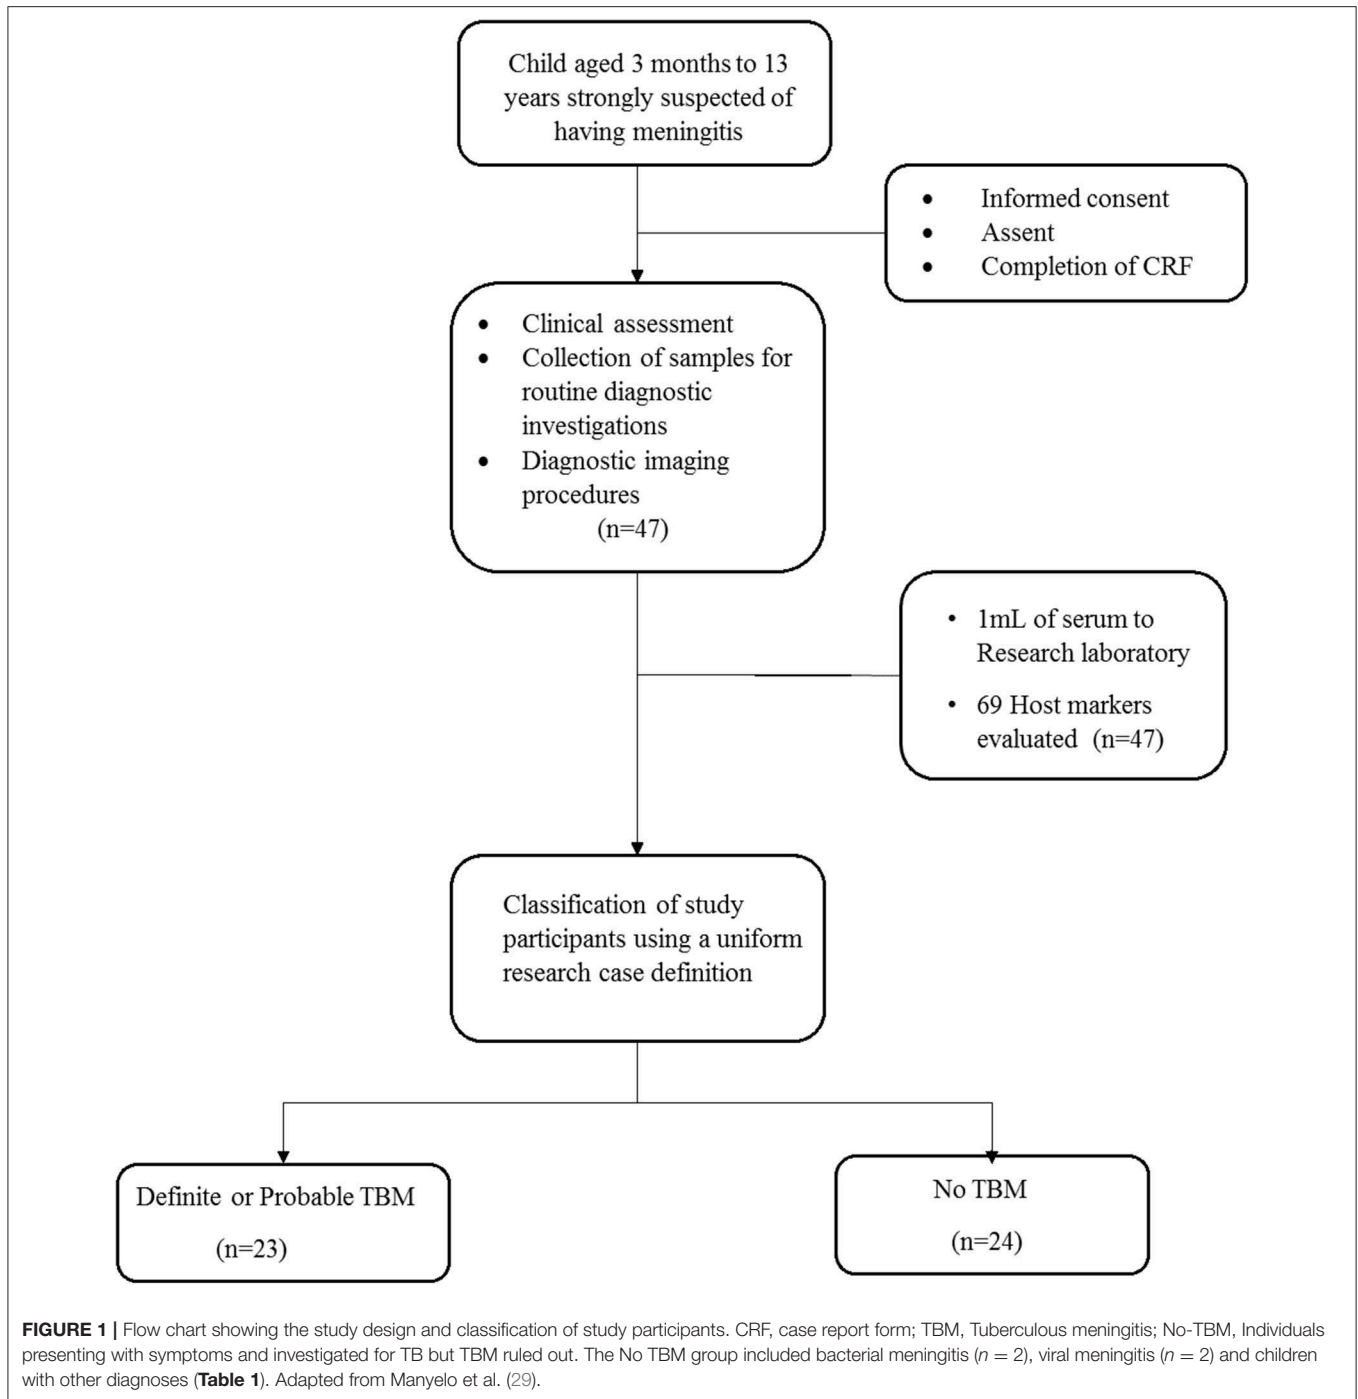 Child aged 3 months to 13
years strongly suspected of
having meningitis
• Informed consent
• Assent
• Completion of CRF
• Clinical assessment
• Collection of samples for
routine diagnostic
investigations
• Diagnostic imaging
procedures
(n=47)
• 1mL of serum to
Research laboratory
• 69 Host markers
evaluated (n=47)
Classification of study
participants using a uniform
research case definition
Definite or Probable TBM
(n=23)
No TBM
(n=24)
FIGURE 1 | Flow chart showing the study design and classification of study participants. CRF, case report form; TBM, Tuberculous meningitis; No-TBM, Individuals
presenting with symptoms and investigated for TB but TBM ruled out. The No TBM group included bacterial meningitis (n = 2), viral meningitis (n = 2) and children
with other diagnoses (Table 1). Adapted from Manyelo et al. (29).